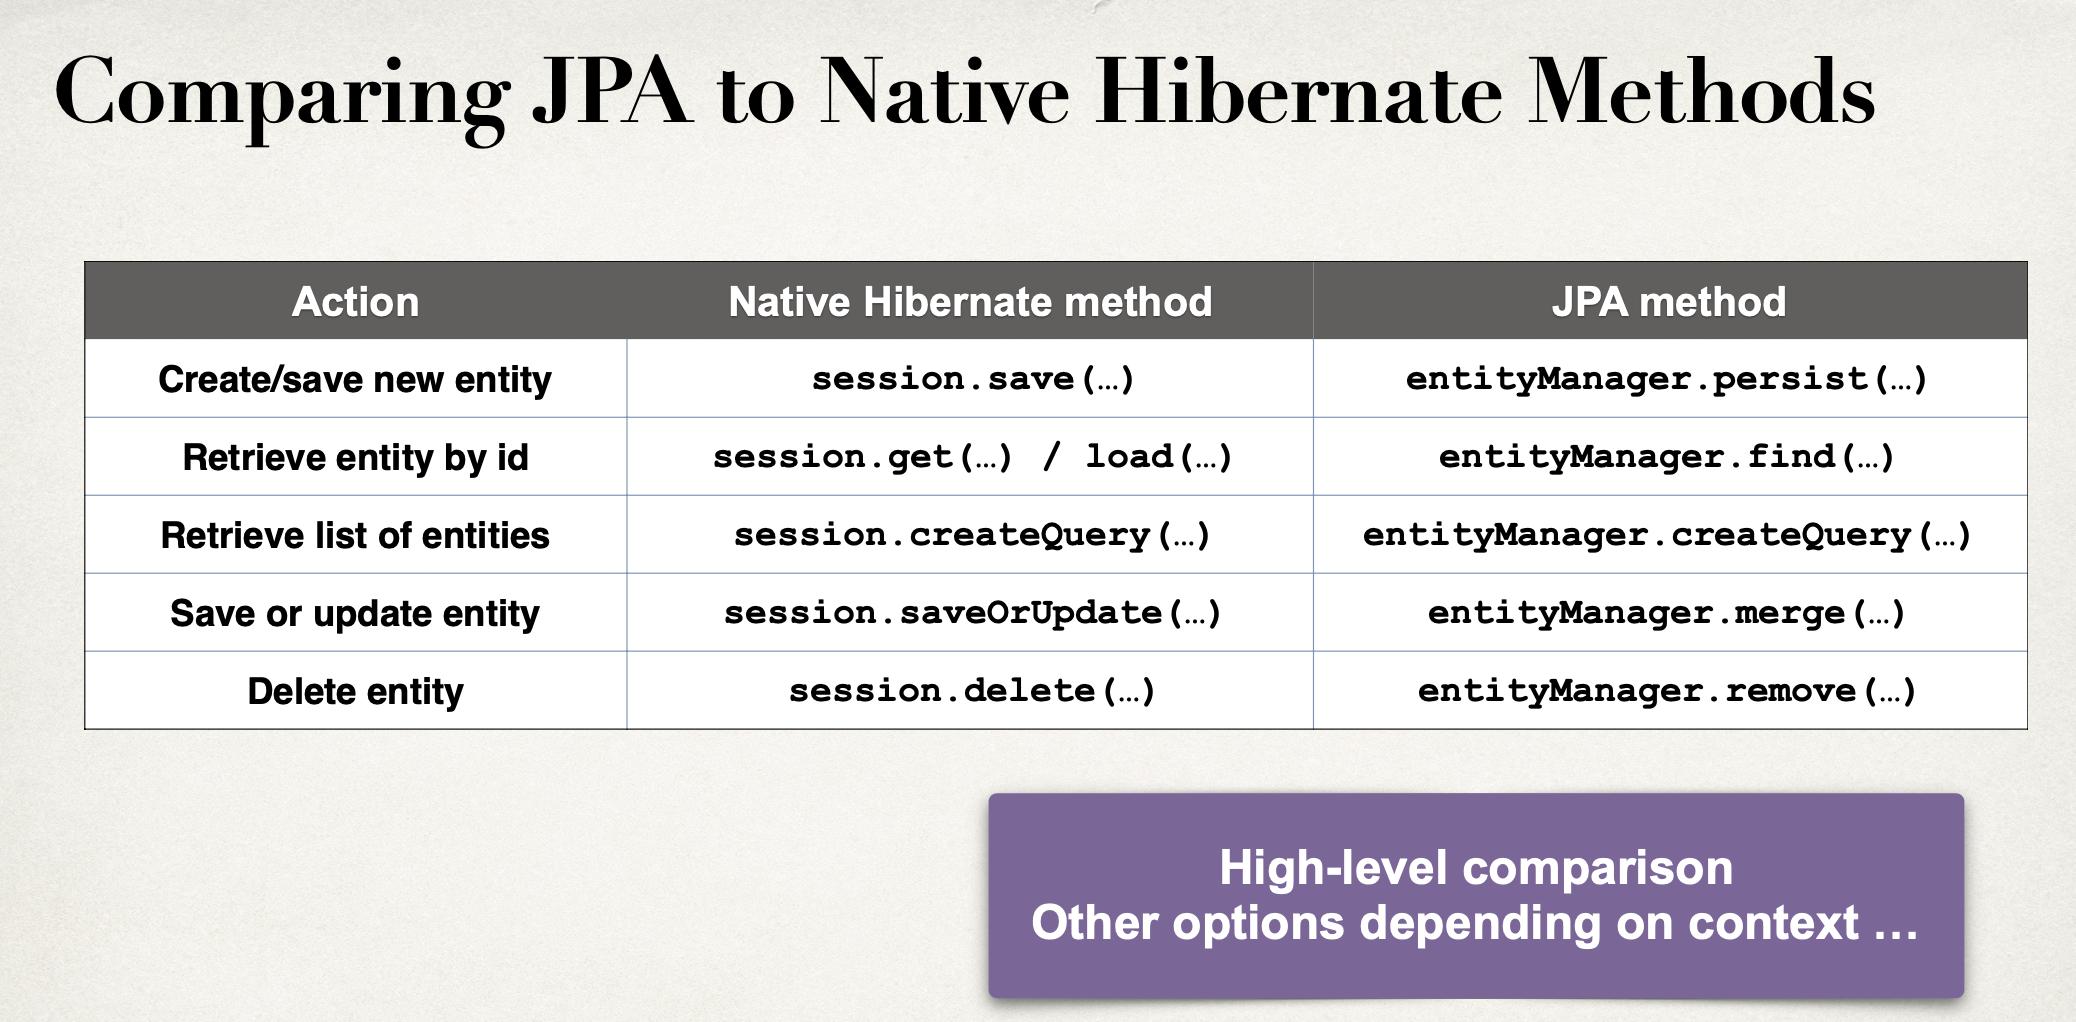 Comparing JPA to Native Hibernate Methods
Action Native Hibernate method JPA method
Create/save new entity session.save(…) entityManager.persist(…)
Retrieve entity by id session.get(…) / load(…) entityManager.find(…)
Retrieve list of entities session.createQuery(…) entityManager.createQuery(…)
Save or update entity session.saveOrUpdate(…) entityManager.merge(…)
Delete entity session.delete(…) entityManager.remove(…)
High-level comparison
Other options depending on context …